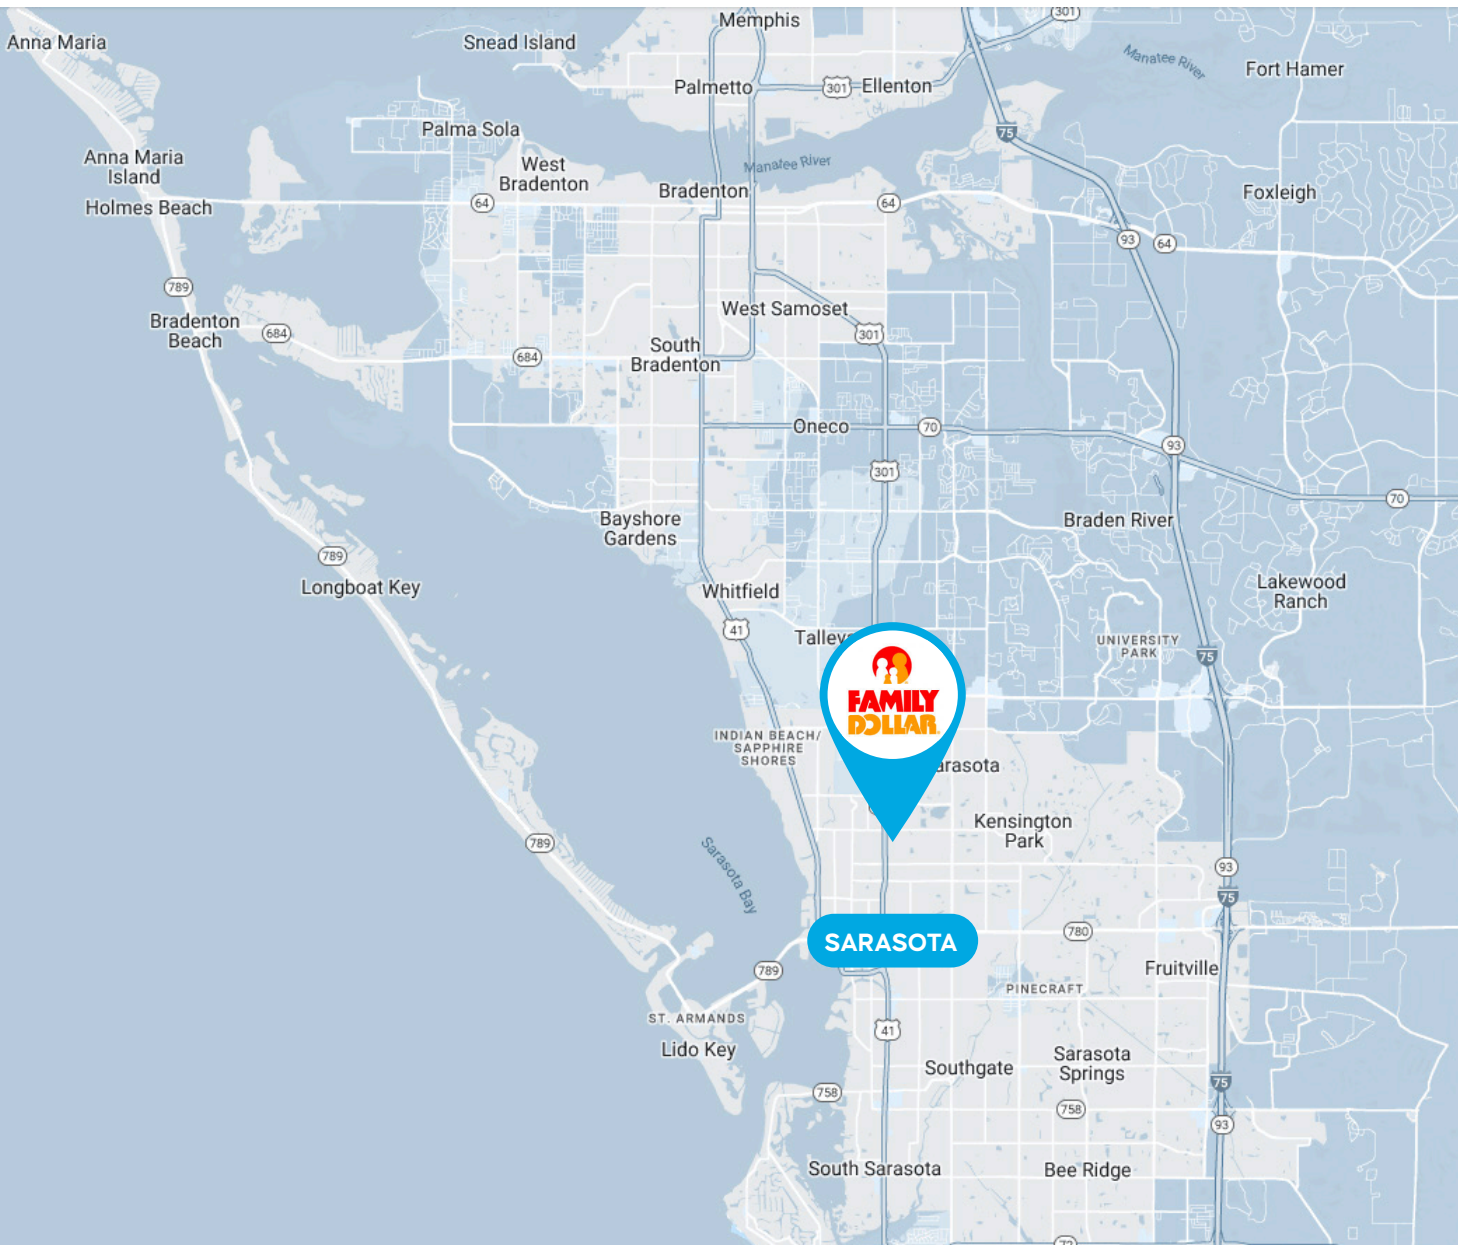 Memphis
301
Anna Maria
Snead Island
Manatee River
Fort Hamer
Palmetto
301
Ellenton
Palma Sola
75
Anna Maria
Island
West
Bradenton
Manatee River
Bradenton
Foxleigh
Holmes Beach
64
64
93
64
789
Bradenton
Beach
684
West Samoset
301
684
South
Bradenton
Oneco
70
93
301
70
Bayshore
Gardens
Braden River
789
Longboat Key
Whitfield
Lakewood
Ranch
41
Talleys
UNIVERSITY
PARK
75
FAMILY
DOLLAR
INDIAN BEACH/
SAPPHIRE
SHORES
arasota
Kensington
Park
789
Sarasota Bay
93
75
SARASOTA
780
789
Fruitville
PINECRAFT
ST. ARMANDS
Lido Key
41
Southgate
Sarasota
Springs
75
758
758
93
South Sarasota
Bee Ridge
72